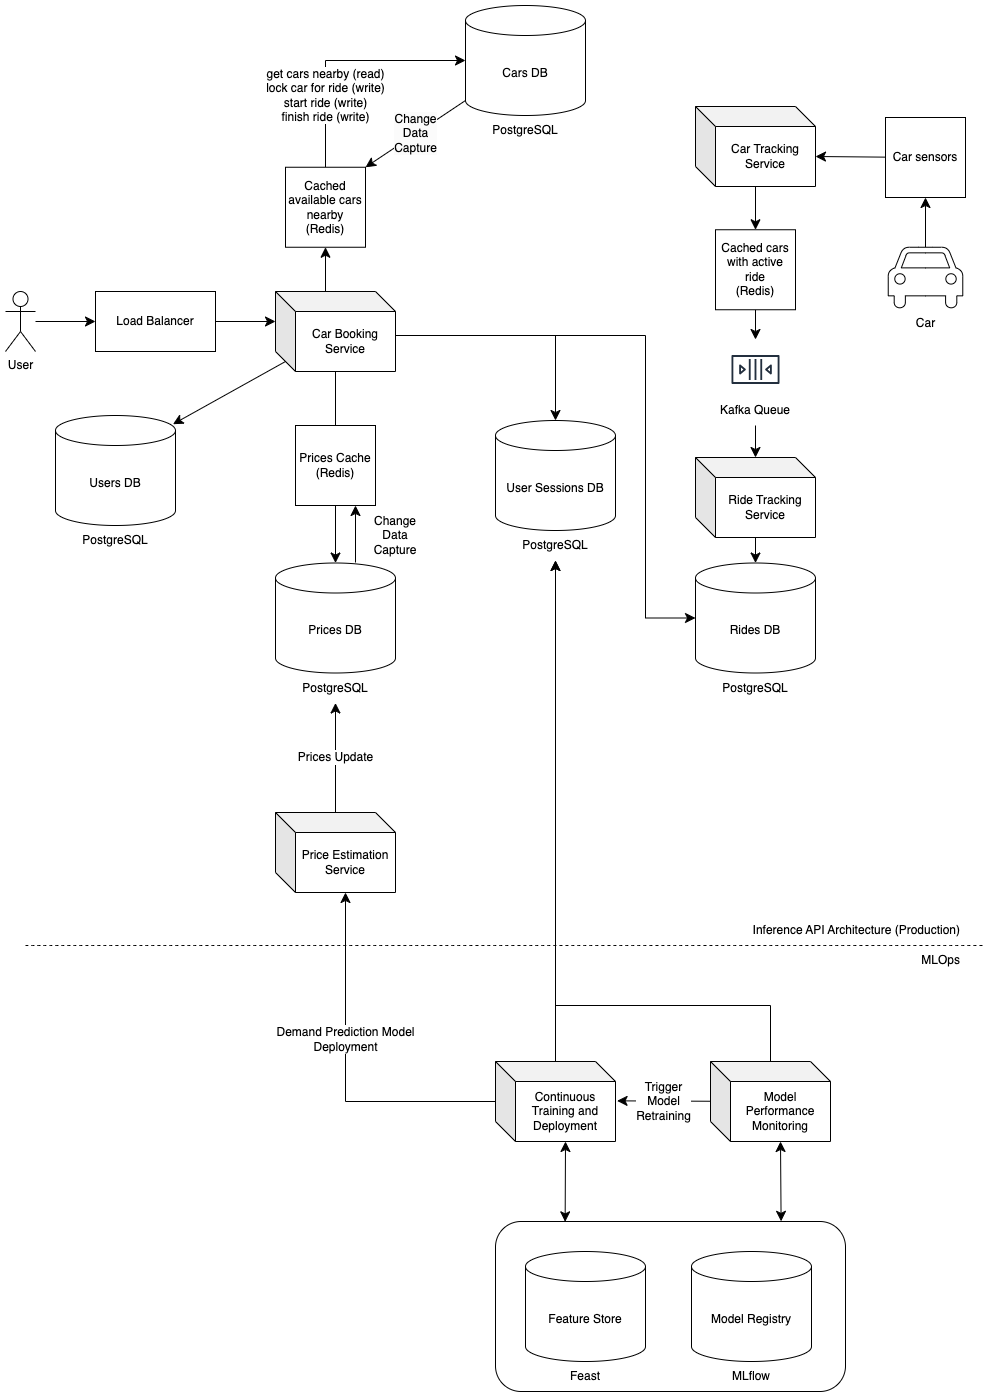 Cars DB
PostgreSQL
get cars nearby (read)
lock car for ride (write)
start ride (write)
finish ride (write)
Change
Data
Capture
Cached
available cars
nearby
(Redis)
Car Tracking
Service
Car sensors
Cached cars
with active
ride
(Redis)
Car
User
Load Balancer
Car Booking
Service
Kafka Queue
Users DB
PostgreSQL
Prices Cache
(Redis)
Change
Data
Capture
User Sessions DB
PostgreSQL
Ride Tracking
Service
Prices DB
PostgreSQL
Rides DB
PostgreSQL
Prices Update
Price Estimation
Service
Inference API Architecture (Production)
MLOps
Demand Prediction Model
Deployment
Continuous
Training and
Deployment
Trigger
Model
Retraining
Model
Performance
Monitoring
Feature Store
Feast
Model Registry
MLflow